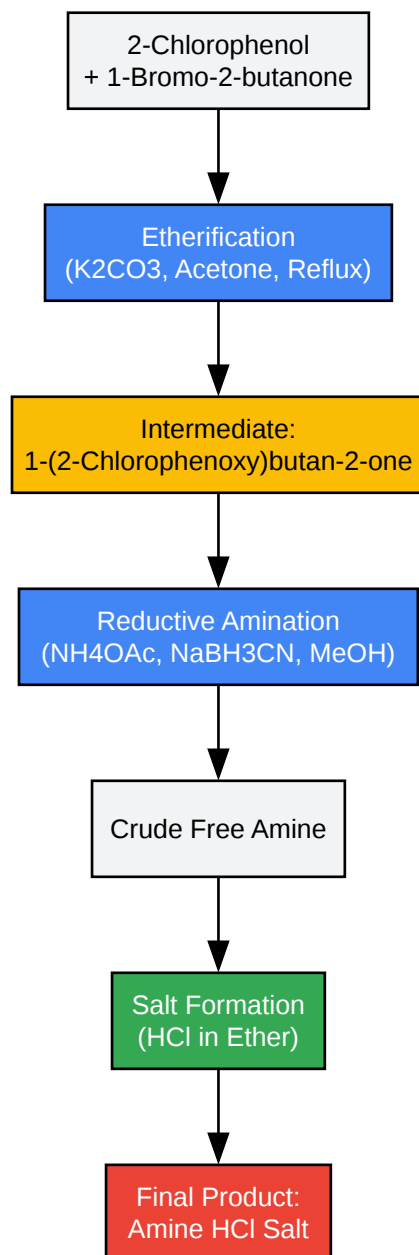 2-Chlorophenol
+ 1-Bromo-2-butanone
Etherification
(K2CO3, Acetone, Reflux)
Intermediate:
1-(2-Chlorophenoxy)butan-2-one
Reductive Amination
(NH4OAc, NaBH3CN, MeOH)
Crude Free Amine
Salt Formation
(HCl in Ether)
Final Product:
Amine HCl Salt